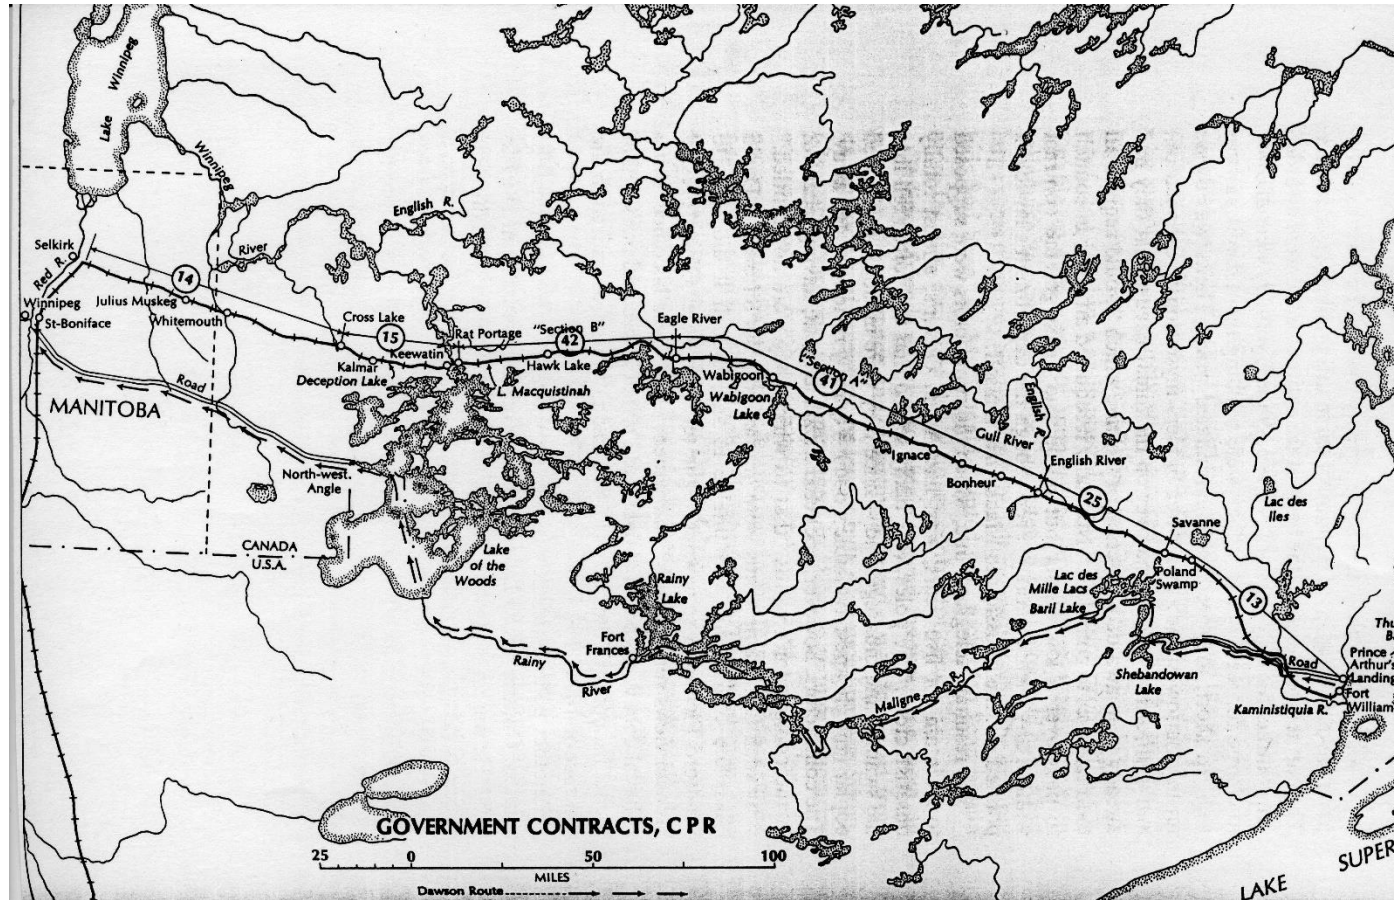 Lake Winnipeg
Winnipeg
River
English R.
Selkirk
Red R.
14
Winnipeg
St-Boniface
Julius Muskeg
Whitemouth
Cross Lake
15
Rat Portage
"Section B"
42
Eagle River
Keewatin
Kalmar
Deception Lake
Hawk Lake
L. Macquistinah
Wabigoon
Wabigoon
Lake
"Section A"
41
English R.
Gull River
Ignace
English River
Bonheur
25
Road
MANITOBA
North-west
Angle
Lac des
Iles
Savanne
CANADA
U.S.A.
Lake
of the
Woods
Rainy
Lake
Lac des
Mille Lacs
Baril Lake
Poland
Swamp
13
Fort
Frances
Rainy
River
Maligne R.
Shebandowan
Lake
Road
Prince
Arthur's
Landing
Fort
William
Kaministiquia R.
GOVERNMENT CONTRACTS, CPR
25 0 50 100
MILES
Dawson Route
LAKE SUPER